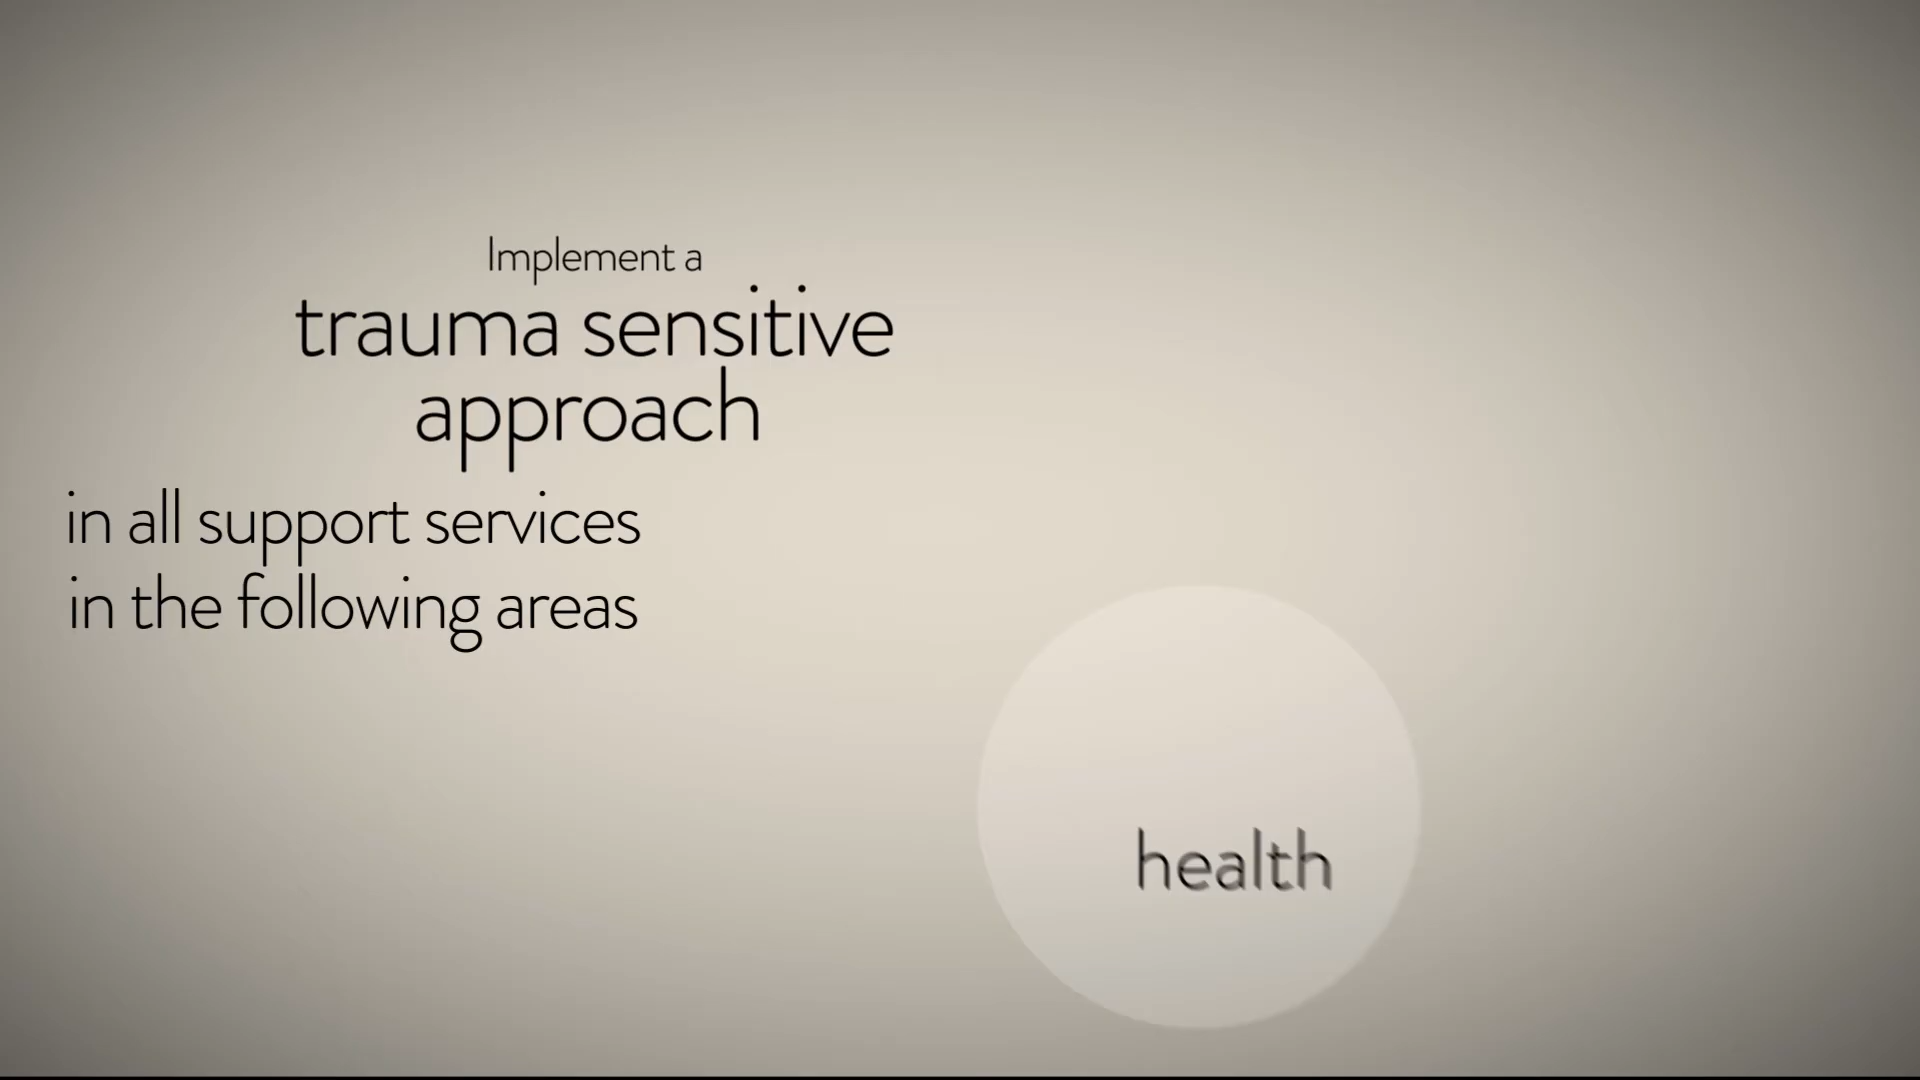 Implement a
trauma sensitive
approach
in all support services
in the following areas
health